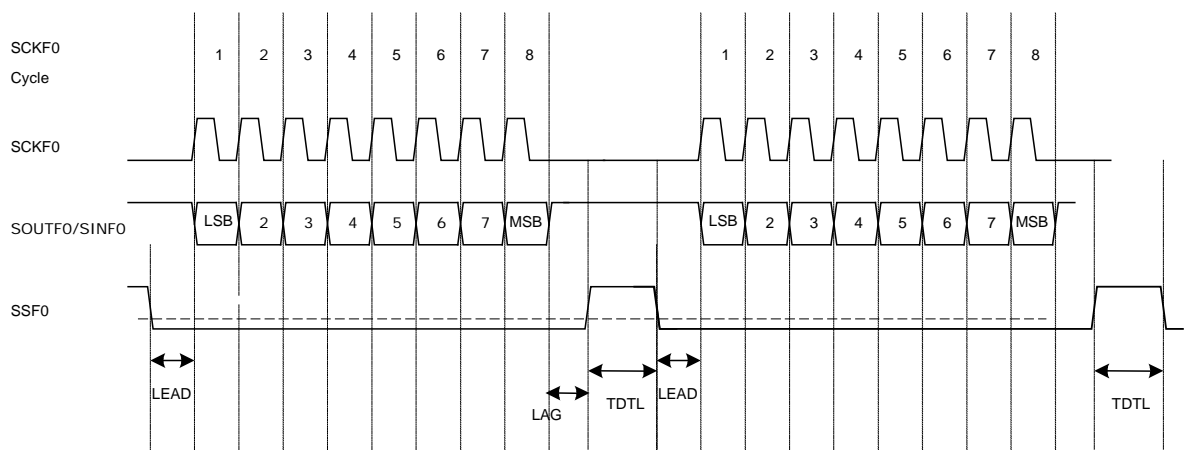 SCKF0
Cycle
1 2 3 4 5 6 7 8 1 2 3 4 5 6 7 8
SCKF0
SOUTF0/SINF0
LSB 2 3 4 5 6 7 MSB LSB 2 3 4 5 6 7 MSB
SSF0
LEAD LAG TDTL LEAD TDTL